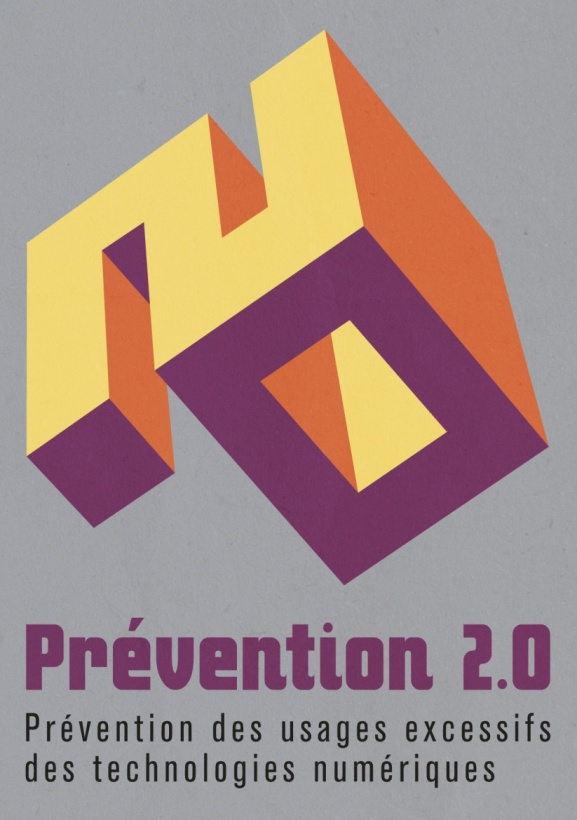 Prévention 2.0
Prévention des usages excessifs
des technologies numériques